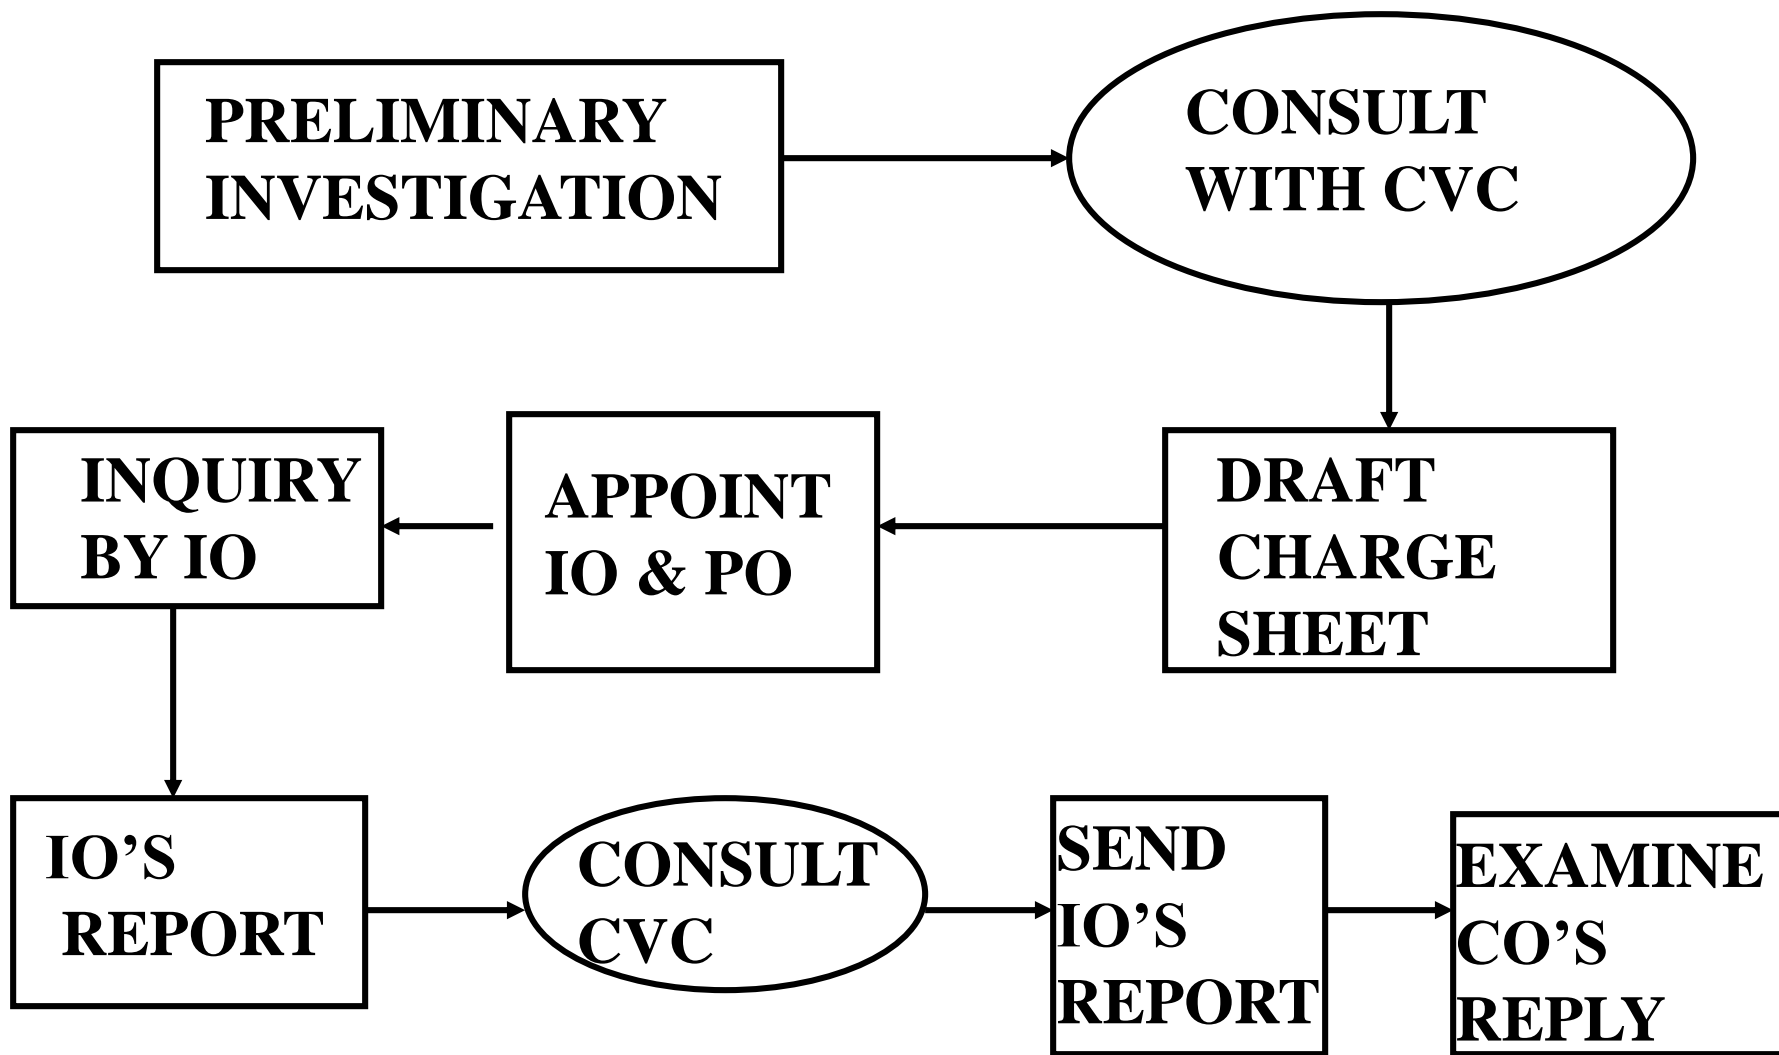 PRELIMINARY
INVESTIGATION
CONSULT
WITH CVC
DRAFT
CHARGE
SHEET
APPOINT
IO & PO
INQUIRY
BY IO
IO’S
REPORT
CONSULT
CVC
SEND
IO’S
REPORT
EXAMINE
CO’S
REPLY